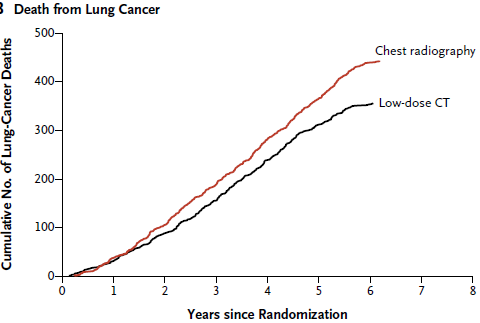 B Death from Lung Cancer
Cumulative No. of Lung-Cancer Deaths
500
400
300
200
100
0
Chest radiography
Low-dose CT
0 1 2 3 4 5 6 7 8
Years since Randomization